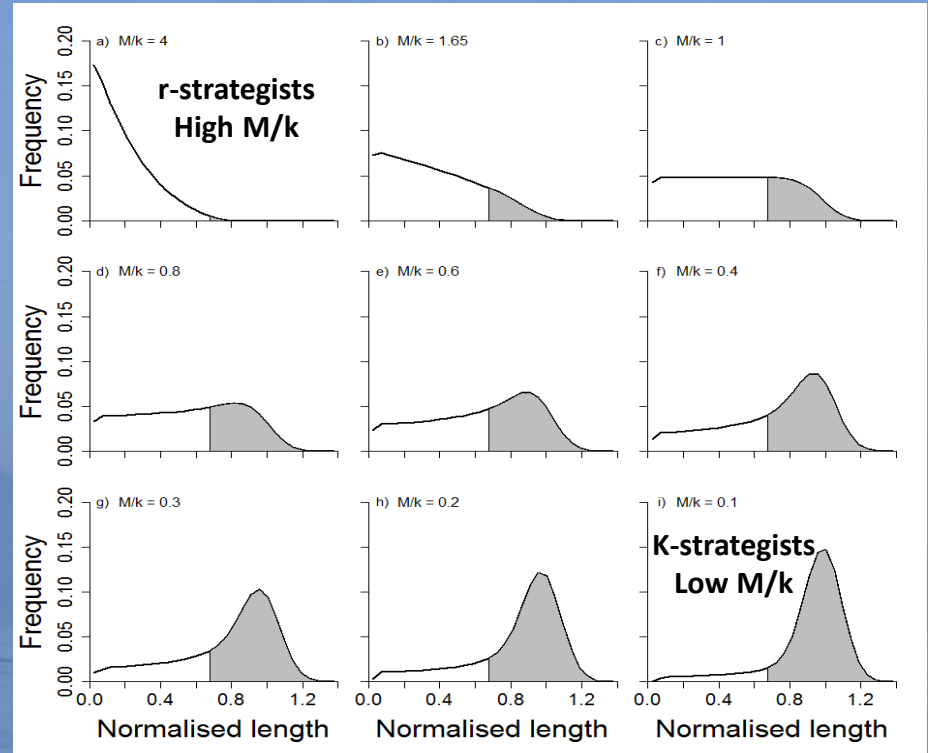 a) M/k = 4
r-strategists
High M/k
b) M/k = 1.65
c) M/k = 1
Frequency
0.00 0.05 0.10 0.15 0.20
d) M/k = 0.8
e) M/k = 0.6
f) M/k = 0.4
Frequency
0.00 0.05 0.10 0.15 0.20
g) M/k = 0.3
h) M/k = 0.2
i) M/k = 0.1
K-strategists
Low M/k
Frequency
0.00 0.05 0.10 0.15 0.20
0.0 0.4 0.8 1.2
0.0 0.4 0.8 1.2
0.0 0.4 0.8 1.2
Normalised length
Normalised length
Normalised length